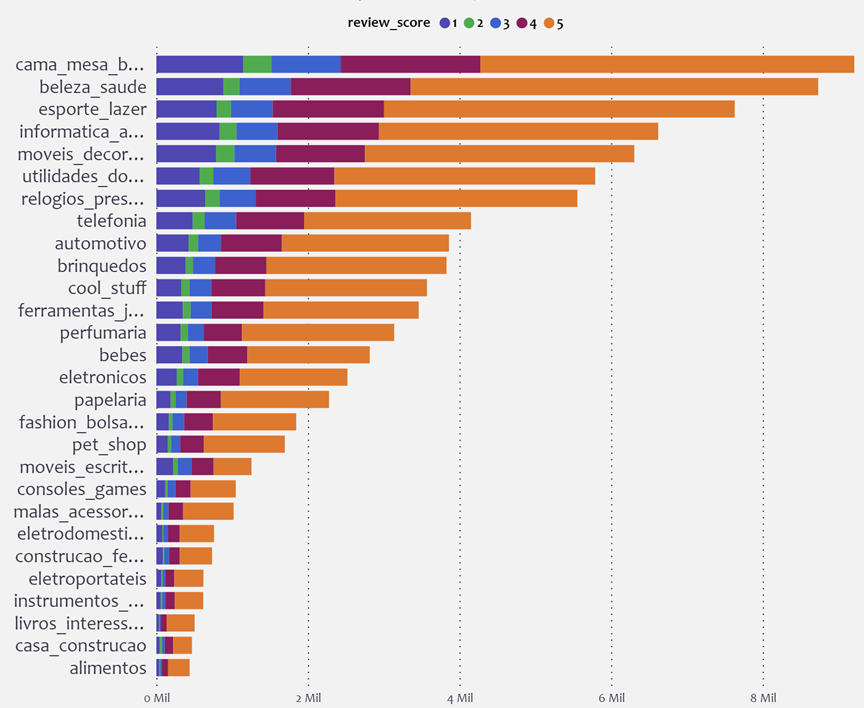 review_score 1 2 3 4 5
cama_mesa_b...
beleza_saude
esporte_lazer
informatica_a...
moveis_decor...
utilidades_do...
relogios_pres...
telefonia
automotivo
brinquedos
cool_stuff
ferramentas_j...
perfumaria
bebes
eletronicos
papelaria
fashion_bolsa...
pet_shop
moveis_escrit...
consoles_games
malas_acessor...
eletrodomesti...
construcao_fe...
eletroportateis
instrumentos_...
livros_interess...
casa_construcao
alimentos
0 Mil 2 Mil 4 Mil 6 Mil 8 Mil